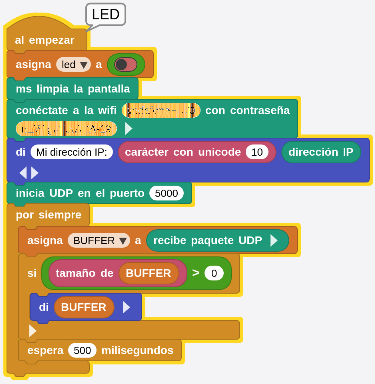 LED
al empezar
asigna led a
ms limpia la pantalla
conéctate a la wifi con contraseña
di Mi dirección IP: carácter con unicode 10 dirección IP
inicia UDP en el puerto 5000
por siempre
asigna BUFFER a recibe paquete UDP
si tamaño de BUFFER > 0
di BUFFER
espera 500 milisegundos